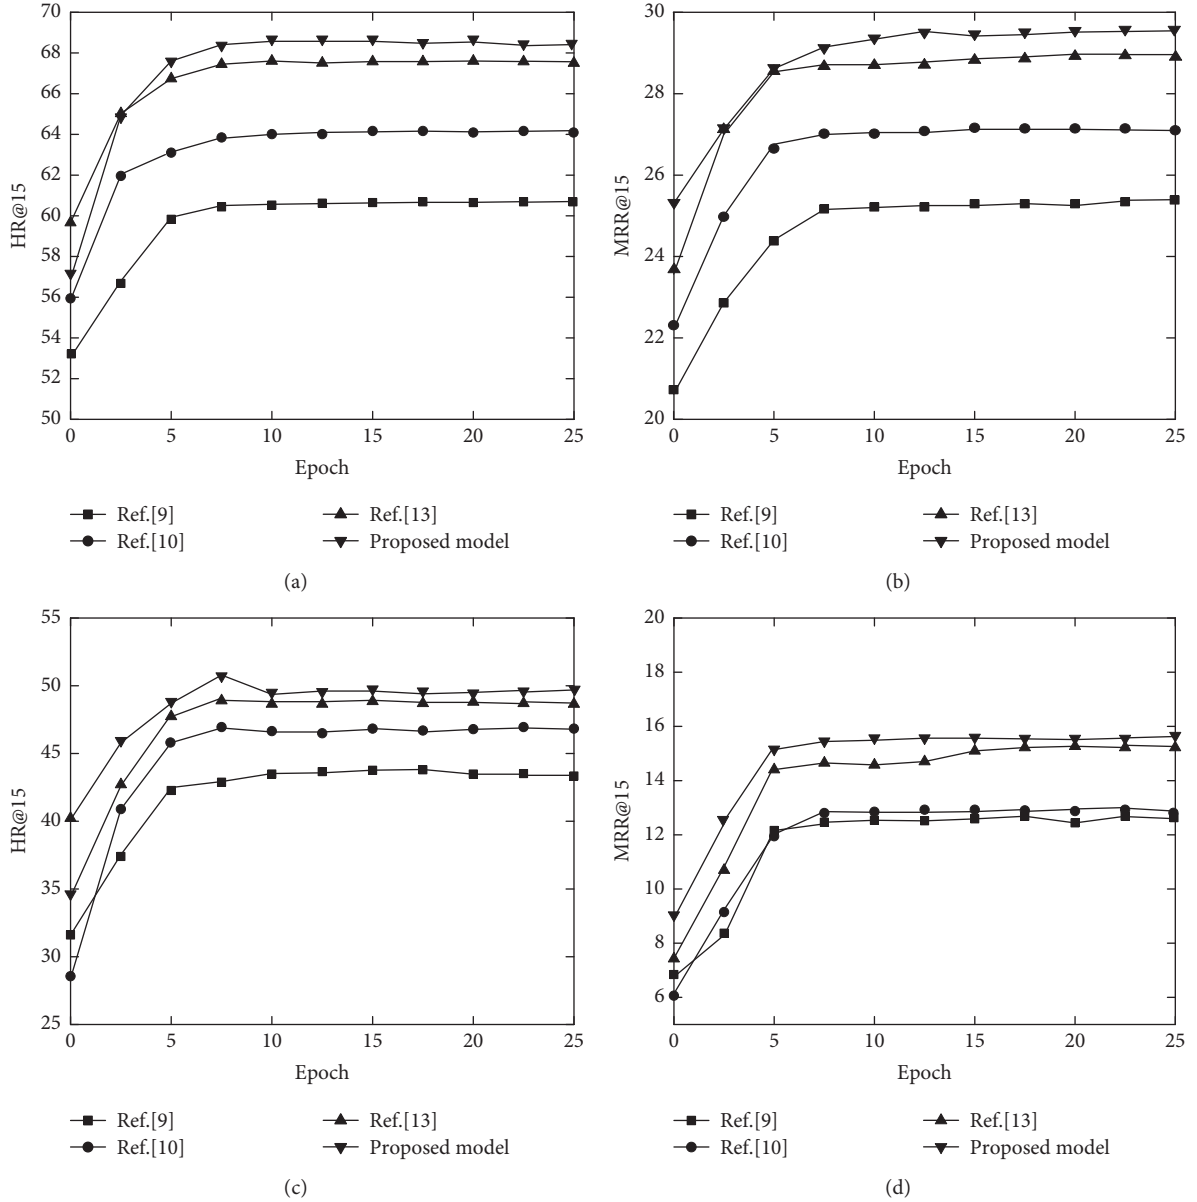 HR@15
70
68
66
64
62
60
58
56
54
52
50
0 5 10 15 20 25
Epoch
Ref.[9] Ref.[13]
Ref.[10] Proposed model
(a)
MRR@15
30
28
26
24
22
20
0 5 10 15 20 25
Epoch
Ref.[9] Ref.[13]
Ref.[10] Proposed model
(b)
HR@15
55
50
45
40
35
30
25
0 5 10 15 20 25
Epoch
Ref.[9] Ref.[13]
Ref.[10] Proposed model
(c)
MRR@15
20
18
16
14
12
10
8
6
0 5 10 15 20 25
Epoch
Ref.[9] Ref.[13]
Ref.[10] Proposed model
(d)